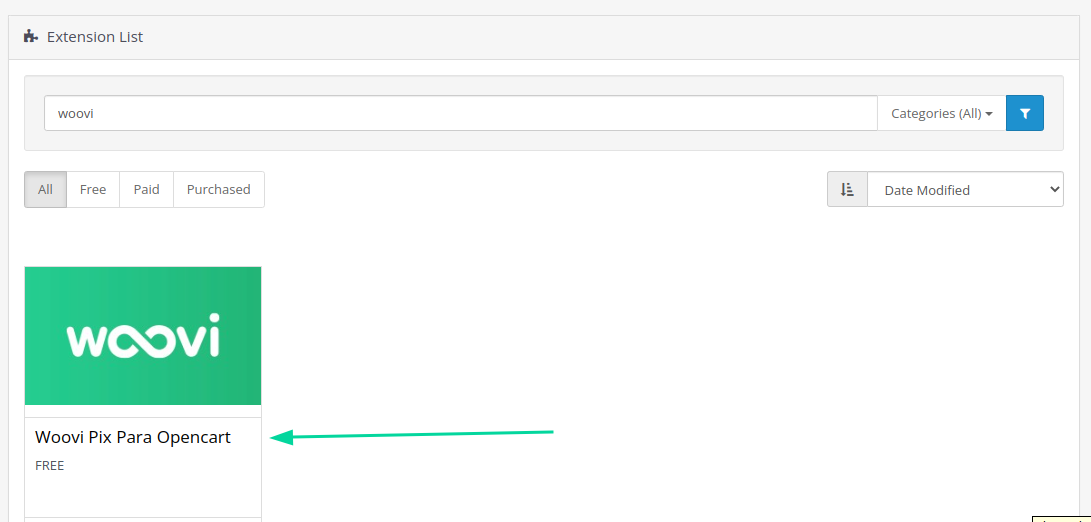 Extension List
woovi
Categories (All)
All Free Paid Purchased
Date Modified
woovi
Woovi Pix Para Opencart
FREE